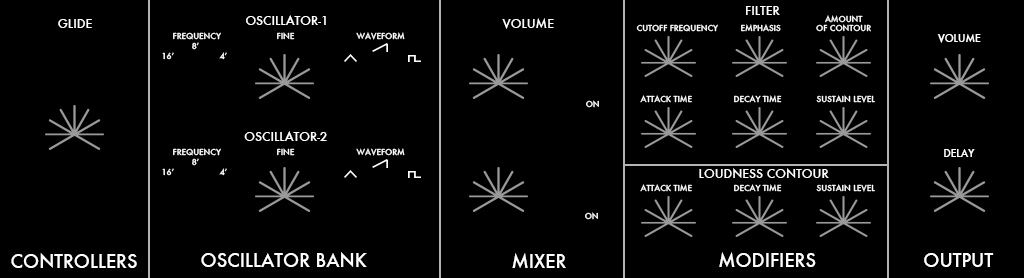 GLIDE
CONTROLLERS
OSCILLATOR-1
FREQUENCY
16' 8' 4'
FINE
WAVEFORM
OSCILLATOR-2
FREQUENCY
16' 8' 4'
FINE
WAVEFORM
OSCILLATOR BANK
VOLUME
ON
ON
MIXER
FILTER
CUTOFF FREQUENCY
EMPHASIS
AMOUNT
OF CONTOUR
ATTACK TIME
DECAY TIME
SUSTAIN LEVEL
LOUDNESS CONTOUR
ATTACK TIME
DECAY TIME
SUSTAIN LEVEL
MODIFIERS
VOLUME
DELAY
OUTPUT